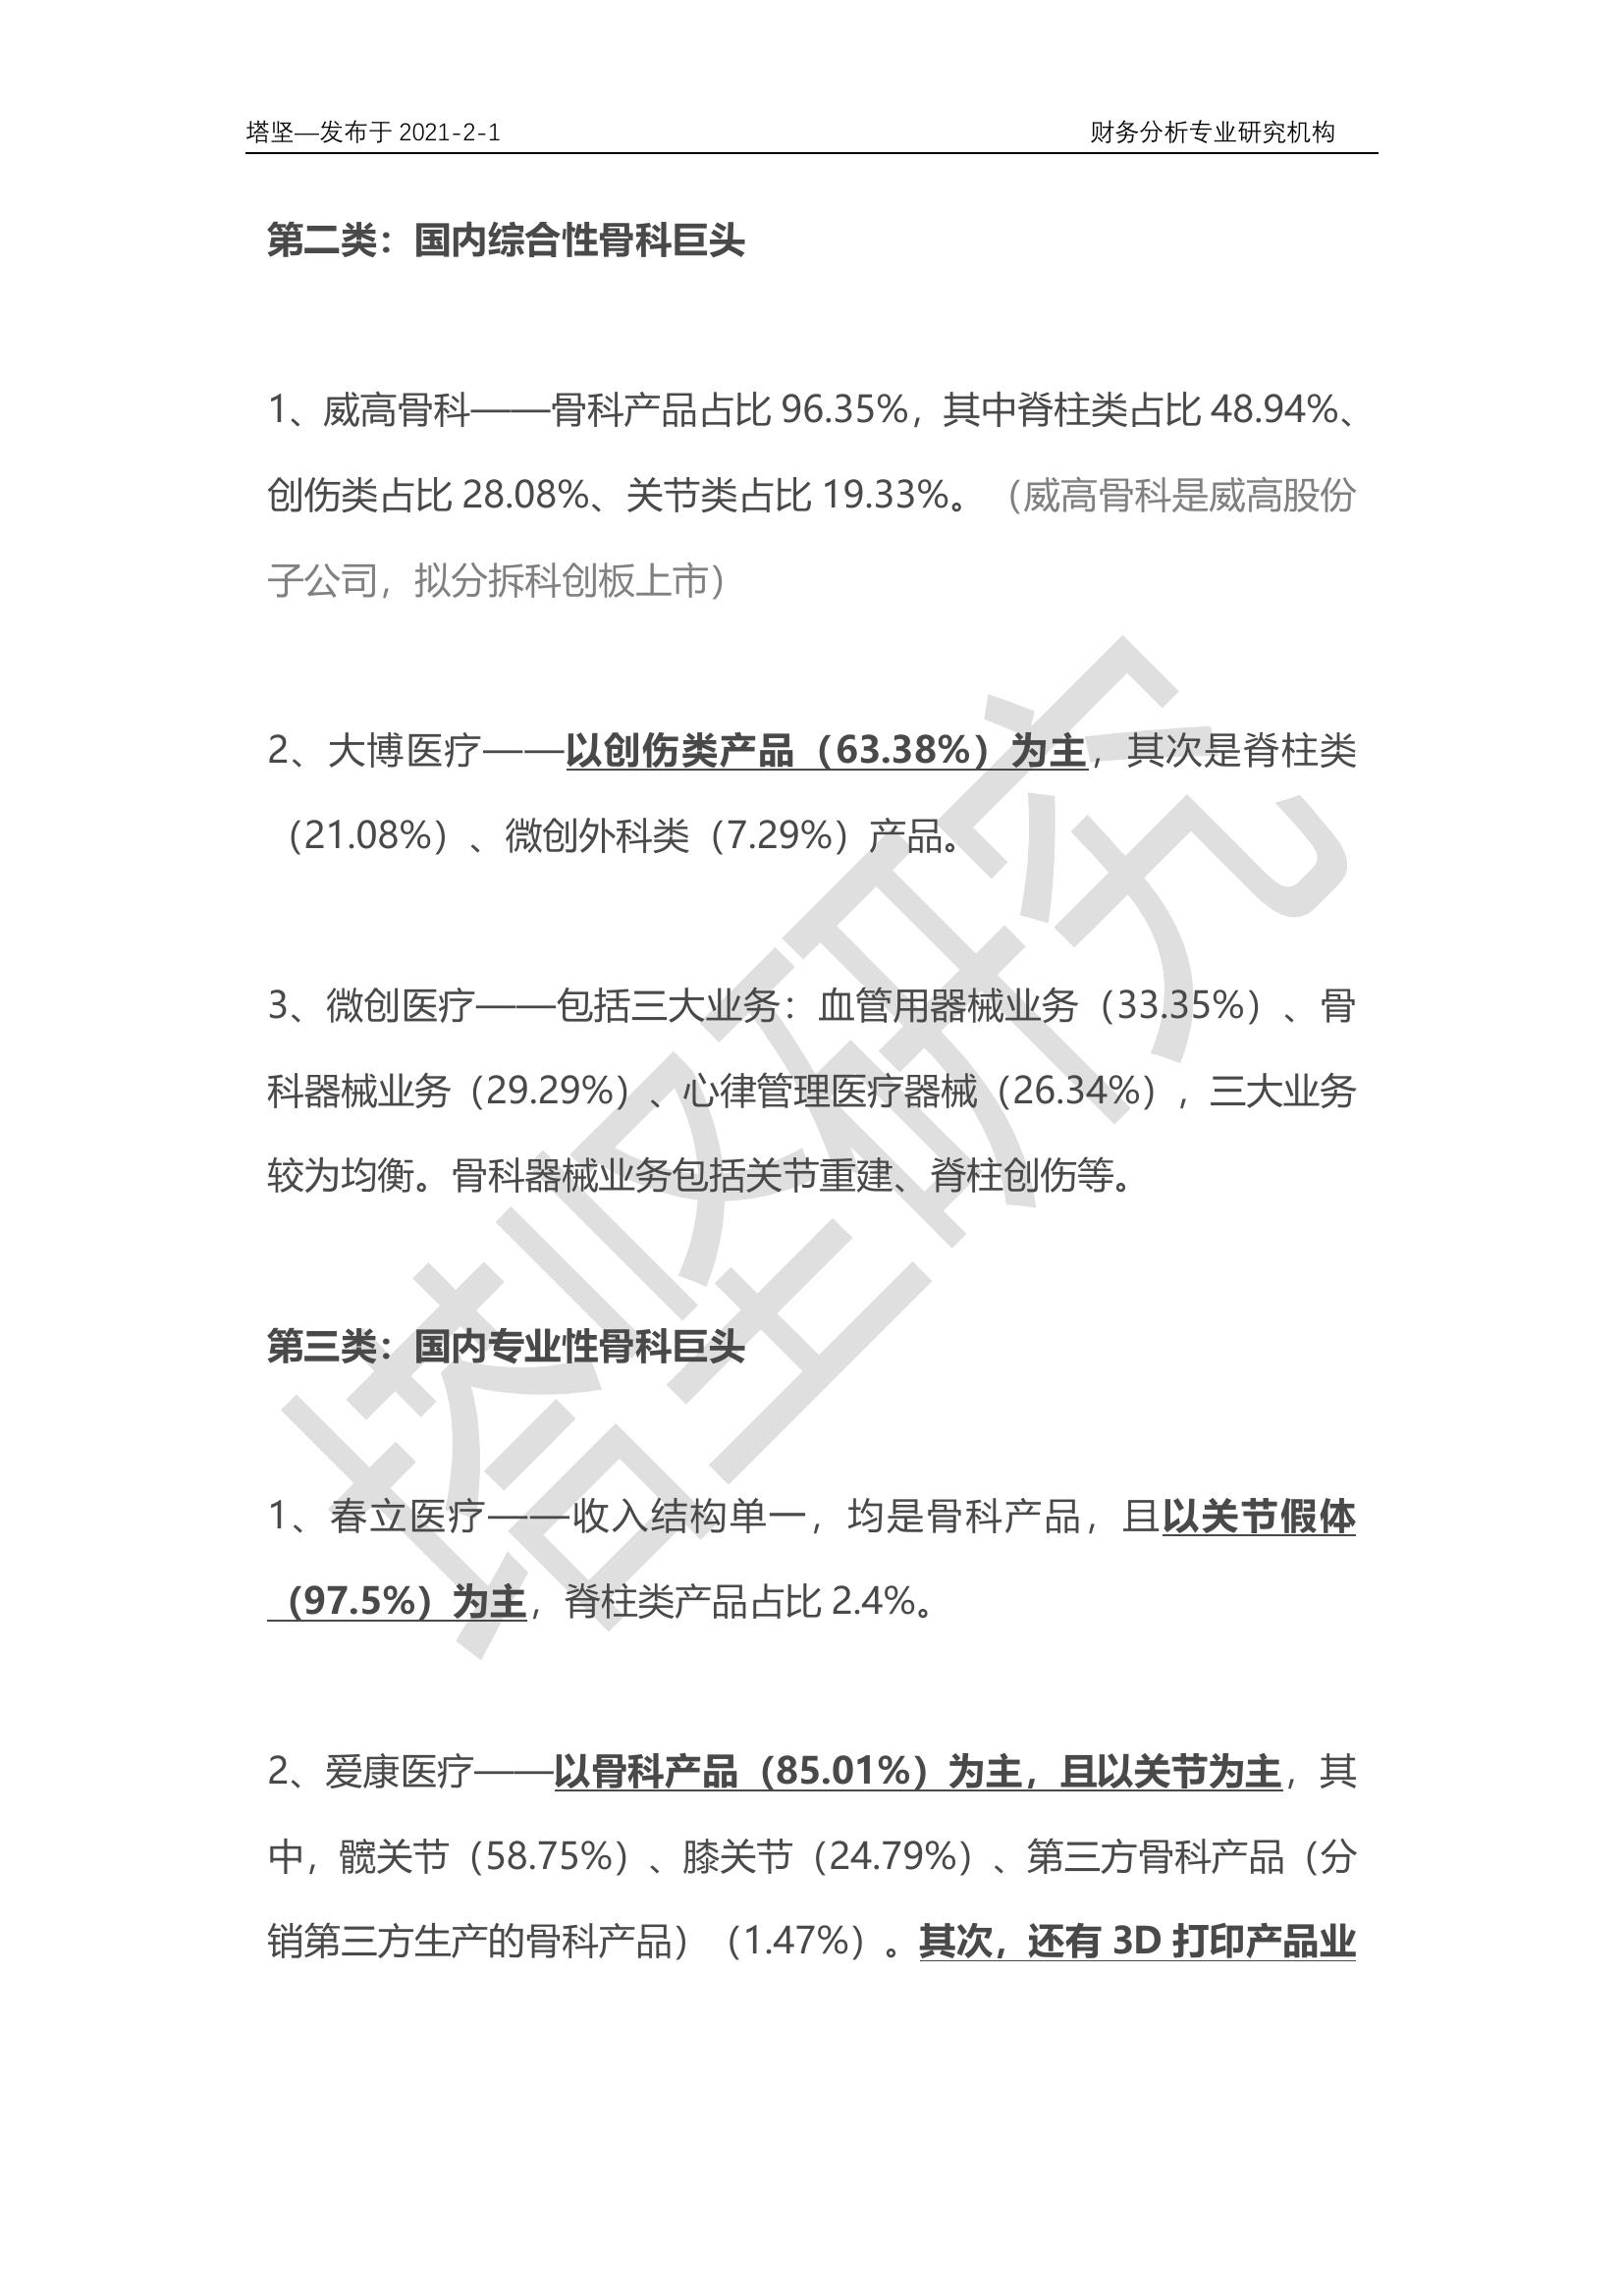 塔坚—发布于 2021-2-1 财务分析专业研究机构
第二类：国内综合性骨科巨头
1、威高骨科——骨科产品占比 96.35%，其中脊柱类占比 48.94%、
创伤类占比 28.08%、关节类占比 19.33%。（威高骨科是威高股份
子公司，拟分拆科创板上市）
2、大博医疗——以创伤类产品（63.38%）为主，其次是脊柱类
（21.08%）、微创外科类（7.29%）产品。
3、微创医疗——包括三大业务：血管用器械业务（33.35%）、骨
科器械业务（29.29%）、心律管理医疗器械（26.34%），三大业务
较为均衡。骨科器械业务包括关节重建、脊柱创伤等。
第三类：国内专业性骨科巨头
1、春立医疗——收入结构单一，均是骨科产品，且以关节假体
（97.5%）为主，脊柱类产品占比 2.4%。
2、爱康医疗——以骨科产品（85.01%）为主，且以关节为主，其
中，髋关节（58.75%）、膝关节（24.79%）、第三方骨科产品（分
销第三方生产的骨科产品）（1.47%）。其次，还有 3D 打印产品业
塔坚研究